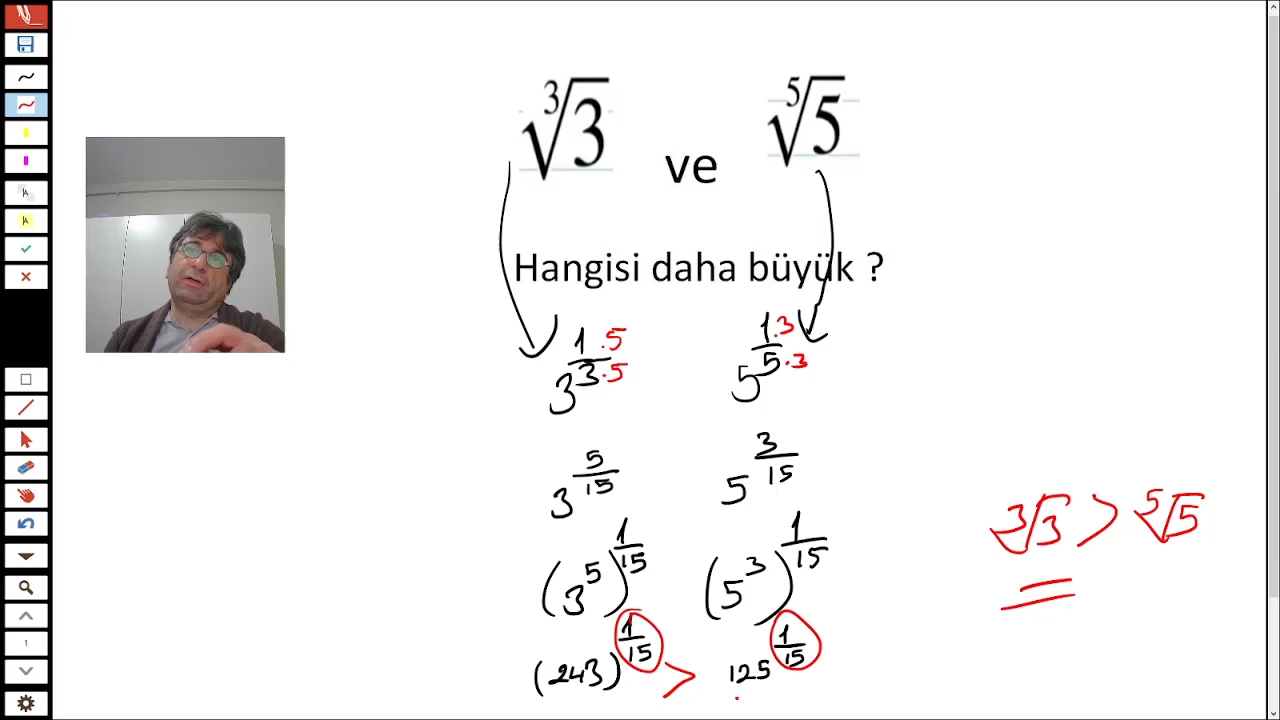 ∛3 ve ⁵√5
Hangisi daha büyük ?
3^(1·5/3·5) 5^(1·3/5·3)
3^(5/15) 5^(3/15)
(3^5)^(1/15) (5^3)^(1/15)
∛3 > ⁵√5
(243)^(1/15) > 125^(1/15)
1